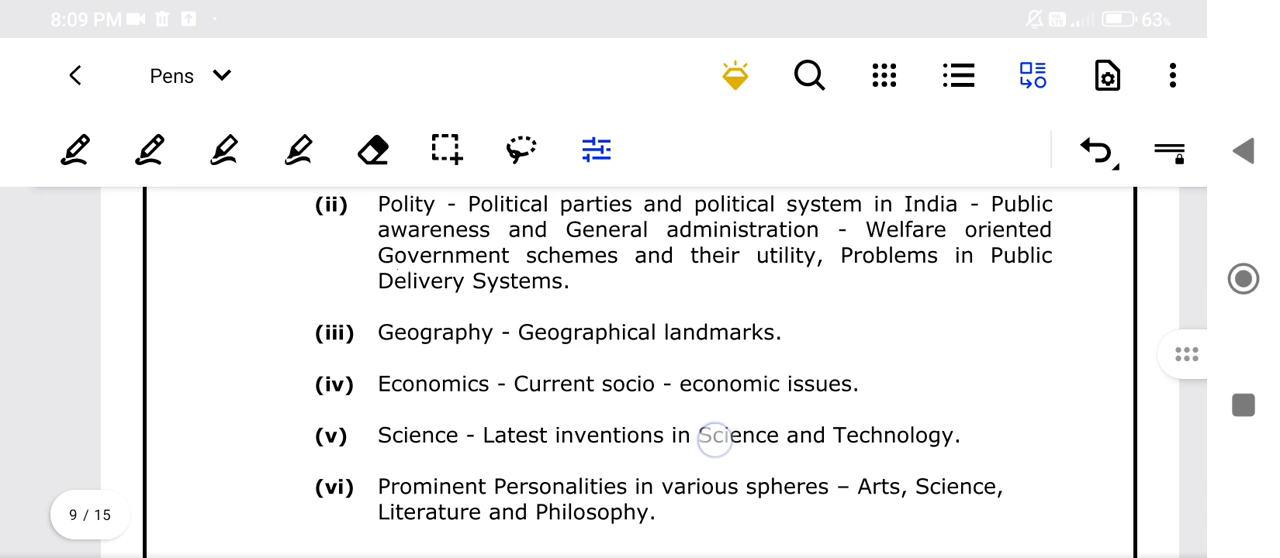 8:09 PM
63%
Pens
(ii) Polity - Political parties and political system in India - Public
awareness and General administration - Welfare oriented
Government schemes and their utility, Problems in Public
Delivery Systems.
(iii) Geography - Geographical landmarks.
(iv) Economics - Current socio - economic issues.
(v) Science - Latest inventions in Science and Technology.
(vi) Prominent Personalities in various spheres – Arts, Science,
Literature and Philosophy.
9 / 15